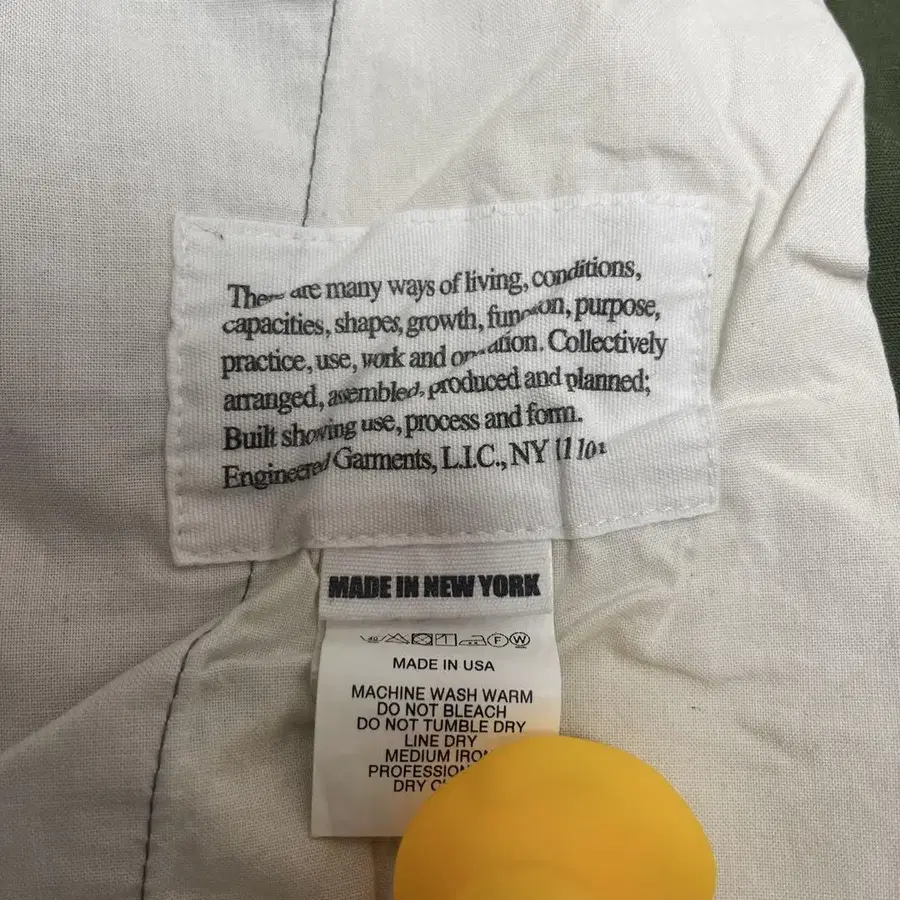 There are many ways of living, conditions,
capacities, shapes, growth, function, purpose,
practice, use, work and operation. Collectively
arranged, assembled, produced and planned;
Built showing use, process and form.
Engineered Garments, L.I.C., NY 11101
MADE IN NEW YORK
40 F W
MADE IN USA
MACHINE WASH WARM
DO NOT BLEACH
DO NOT TUMBLE DRY
LINE DRY
MEDIUM IRON
DRY